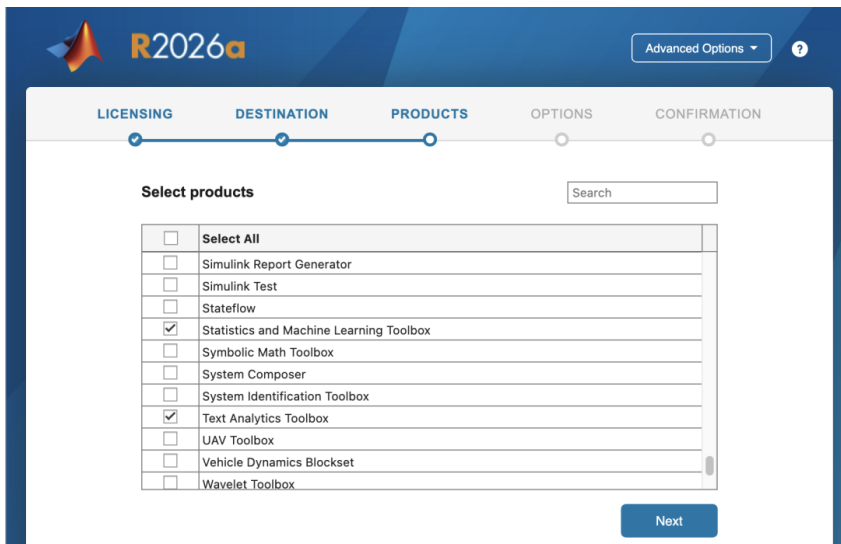 R2026a
Advanced Options
?
LICENSING DESTINATION PRODUCTS OPTIONS CONFIRMATION
Select products
Search
Select All
Simulink Report Generator
Simulink Test
Stateflow
Statistics and Machine Learning Toolbox
Symbolic Math Toolbox
System Composer
System Identification Toolbox
Text Analytics Toolbox
UAV Toolbox
Vehicle Dynamics Blockset
Wavelet Toolbox
Next